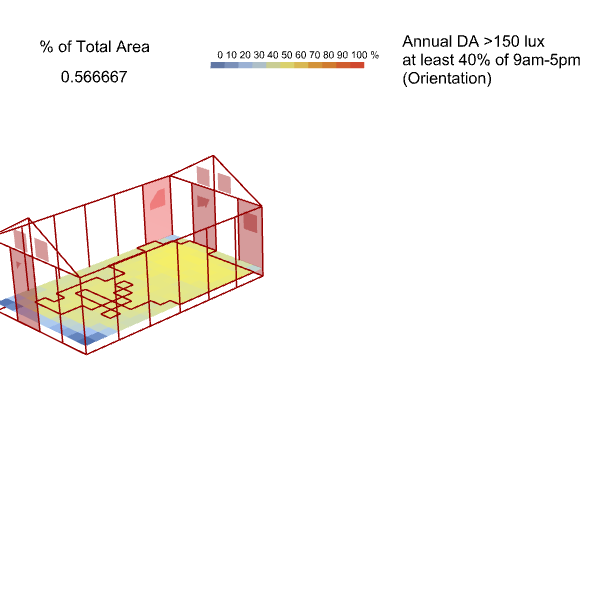 % of Total Area
0.566667
0 10 20 30 40 50 60 70 80 90 100 %
Annual DA >150 lux
at least 40% of 9am-5pm
(Orientation)